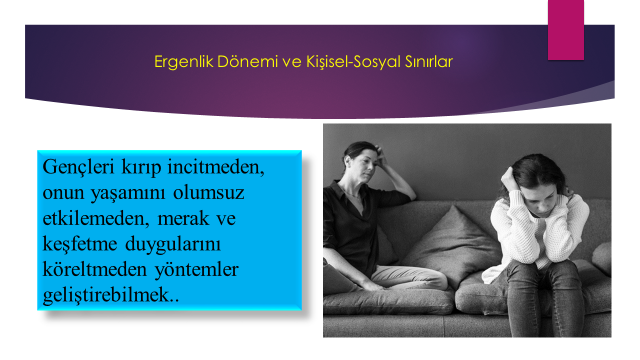 Ergenlik Dönemi ve Kişisel-Sosyal Sınırlar
Gençleri kırıp incitmeden,
onun yaşamını olumsuz
etkilemeden, merak ve
keşfetme duygularını
köreltmeden yöntemler
geliştirebilmek..